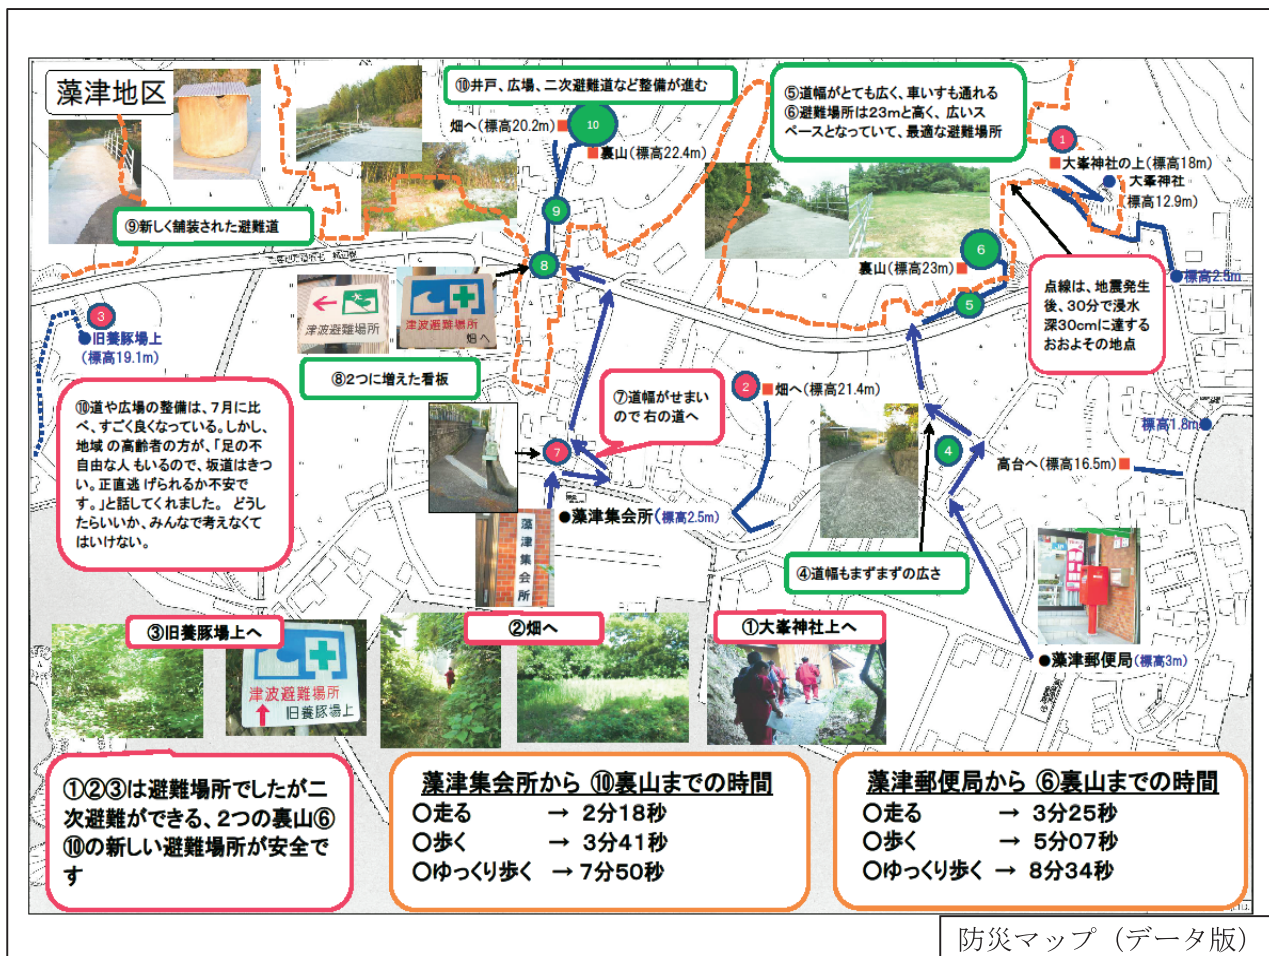 藻津地区
⑨新しく舗装された避難道
⑩井戸、広場、二次避難道など整備が進む
畑へ(標高20.2m)
10
裏山(標高22.4m)
9
8
⑤道幅がとても広く、車いすも通れる
⑥避難場所は23mと高く、広いス
ペースとなっていて、最適な避難場所
1
大峯神社の上(標高18m)
大峯神社
(標高12.9m)
6
裏山(標高23m)
5
標高2.5m
点線は、地震発生
後、30分で浸水
深30cmに達する
おおよその地点
3
旧養豚場上
(標高19.1m)
津波避難場所
津波避難場所
畑へ
⑧2つに増えた看板
⑩道や広場の整備は、7月に比
べ、すごく良くなっている。しかし、
地域の高齢者の方が、「足の不
自由な人もいるので、坂道はきつ
い。正直逃げられるか不安で
す。」と話してくれました。 どうし
たらいいか、みんなで考えなくて
はいけない。
⑦道幅がせまい
ので右の道へ
7
2
畑へ(標高21.4m)
4
標高1.8m
高台へ(標高16.5m)
藻津集会所(標高2.5m)
藻津集会所
④道幅もまずまずの広さ
藻津郵便局(標高3m)
③旧養豚場上へ
津波避難場所
旧養豚場上
②畑へ
①大峯神社上へ
①②③は避難場所でしたが二
次避難ができる、2つの裏山⑥
⑩の新しい避難場所が安全で
す
藻津集会所から ⑩裏山までの時間
〇走る → 2分18秒
〇歩く → 3分41秒
〇ゆっくり歩く → 7分50秒
藻津郵便局から ⑥裏山までの時間
〇走る → 3分25秒
〇歩く → 5分07秒
〇ゆっくり歩く → 8分34秒
防災マップ（データ版）